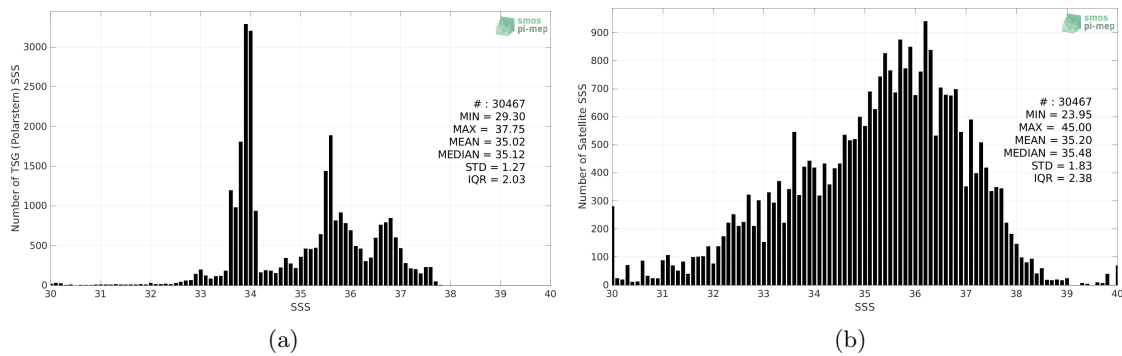 smos
pi-mep
Number of TSG (Polarstern) SSS
3000
2500
2000
1500
1000
500
0
# : 30467
MIN = 29.30
MAX = 37.75
MEAN = 35.02
MEDIAN = 35.12
STD = 1.27
IQR = 2.03
30 31 32 33 34 35 36 37 38 39 40
SSS
(a)
smos
pi-mep
Number of Satellite SSS
900
800
700
600
500
400
300
200
100
0
# : 30467
MIN = 23.95
MAX = 45.00
MEAN = 35.20
MEDIAN = 35.48
STD = 1.83
IQR = 2.38
30 31 32 33 34 35 36 37 38 39 40
SSS
(b)